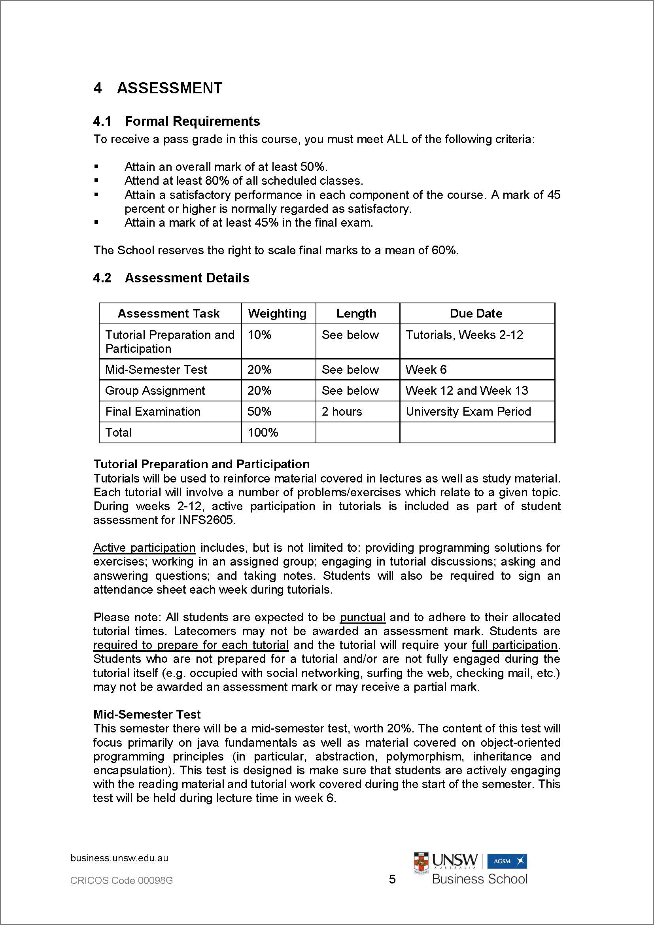 4 ASSESSMENT
4.1 Formal Requirements
To receive a pass grade in this course, you must meet ALL of the following criteria:
▪ Attain an overall mark of at least 50%.
▪ Attend at least 80% of all scheduled classes.
▪ Attain a satisfactory performance in each component of the course. A mark of 45
percent or higher is normally regarded as satisfactory.
▪ Attain a mark of at least 45% in the final exam.
The School reserves the right to scale final marks to a mean of 60%.
4.2 Assessment Details
Assessment Task Weighting Length Due Date
Tutorial Preparation and 10% See below Tutorials, Weeks 2-12
Participation
Mid-Semester Test 20% See below Week 6
Group Assignment 20% See below Week 12 and Week 13
Final Examination 50% 2 hours University Exam Period
Total 100%
Tutorial Preparation and Participation
Tutorials will be used to reinforce material covered in lectures as well as study material.
Each tutorial will involve a number of problems/exercises which relate to a given topic.
During weeks 2-12, active participation in tutorials is included as part of student
assessment for INFS2605.
Active participation includes, but is not limited to: providing programming solutions for
exercises; working in an assigned group; engaging in tutorial discussions; asking and
answering questions; and taking notes. Students will also be required to sign an
attendance sheet each week during tutorials.
Please note: All students are expected to be punctual and to adhere to their allocated
tutorial times. Latecomers may not be awarded an assessment mark. Students are
required to prepare for each tutorial and the tutorial will require your full participation.
Students who are not prepared for a tutorial and/or are not fully engaged during the
tutorial itself (e.g. occupied with social networking, surfing the web, checking mail, etc.)
may not be awarded an assessment mark or may receive a partial mark.
Mid-Semester Test
This semester there will be a mid-semester test, worth 20%. The content of this test will
focus primarily on java fundamentals as well as material covered on object-oriented
programming principles (in particular, abstraction, polymorphism, inheritance and
encapsulation). This test is designed is make sure that students are actively engaging
with the reading material and tutorial work covered during the start of the semester. This
test will be held during lecture time in week 6.
business.unsw.edu.au
UNSW AGSM
AUSTRALIA
CRICOS Code 00098G 5 Business School